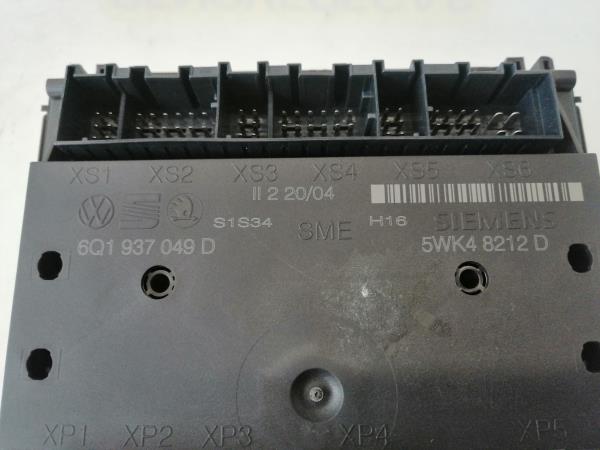 XS1 XS2 XS3 XS4 XS5 XS6
II 2 20/04
S1S34 SME H16 SIEMENS
6Q1 937 049 D 5WK4 8212 D
XP1 XP2 XP3 XP4 XP5